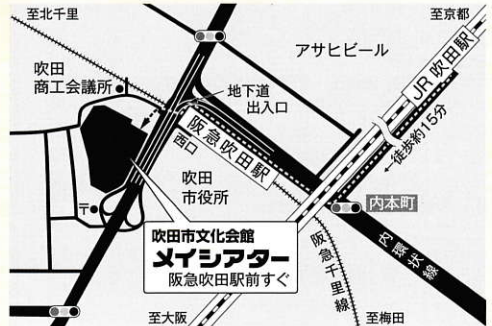 至北千里
至京都
アサヒビール
JR吹田駅
吹田
商工会議所
地下道
出入口
←徒歩約15分
西口
阪急吹田駅
吹田
市役所
〒
内本町
吹田市文化会館
メイシアター
阪急吹田駅前すぐ
阪急千里線
内環状線
至大阪
至梅田